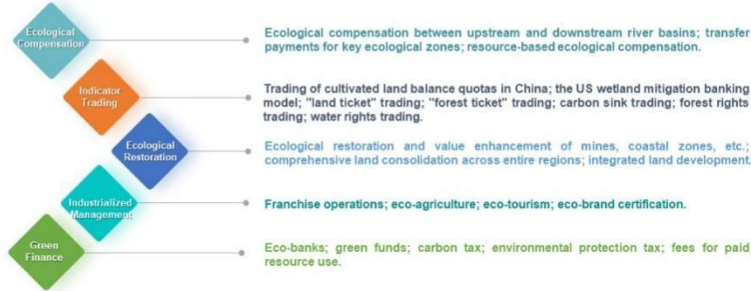 Ecological
Compensation
Ecological compensation between upstream and downstream river basins; transfer
payments for key ecological zones; resource-based ecological compensation.
Indicator
Trading
Trading of cultivated land balance quotas in China; the US wetland mitigation banking
model; "land ticket" trading; "forest ticket" trading; carbon sink trading; forest rights
trading; water rights trading.
Ecological
Restoration
Ecological restoration and value enhancement of mines, coastal zones, etc.;
comprehensive land consolidation across entire regions; integrated land development.
Industrialized
Management
Franchise operations; eco-agriculture; eco-tourism; eco-brand certification.
Green
Finance
Eco-banks; green funds; carbon tax; environmental protection tax; fees for paid
resource use.